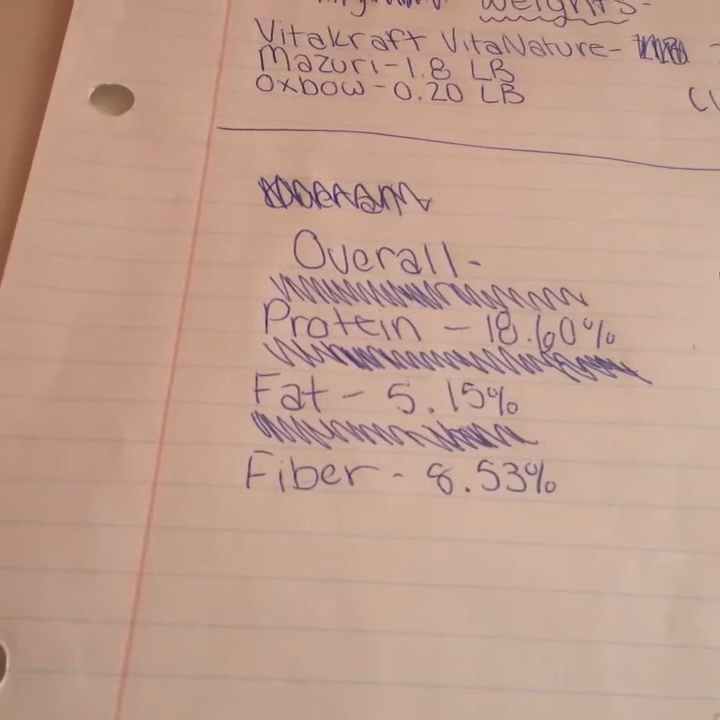 weights-
Vitakraft VitaNature-
Mazuri-1.8 LB
Oxbow-0.20 LB
Overall-
Protein - 18.60%
Fat - 5.15%
Fiber - 8.53%